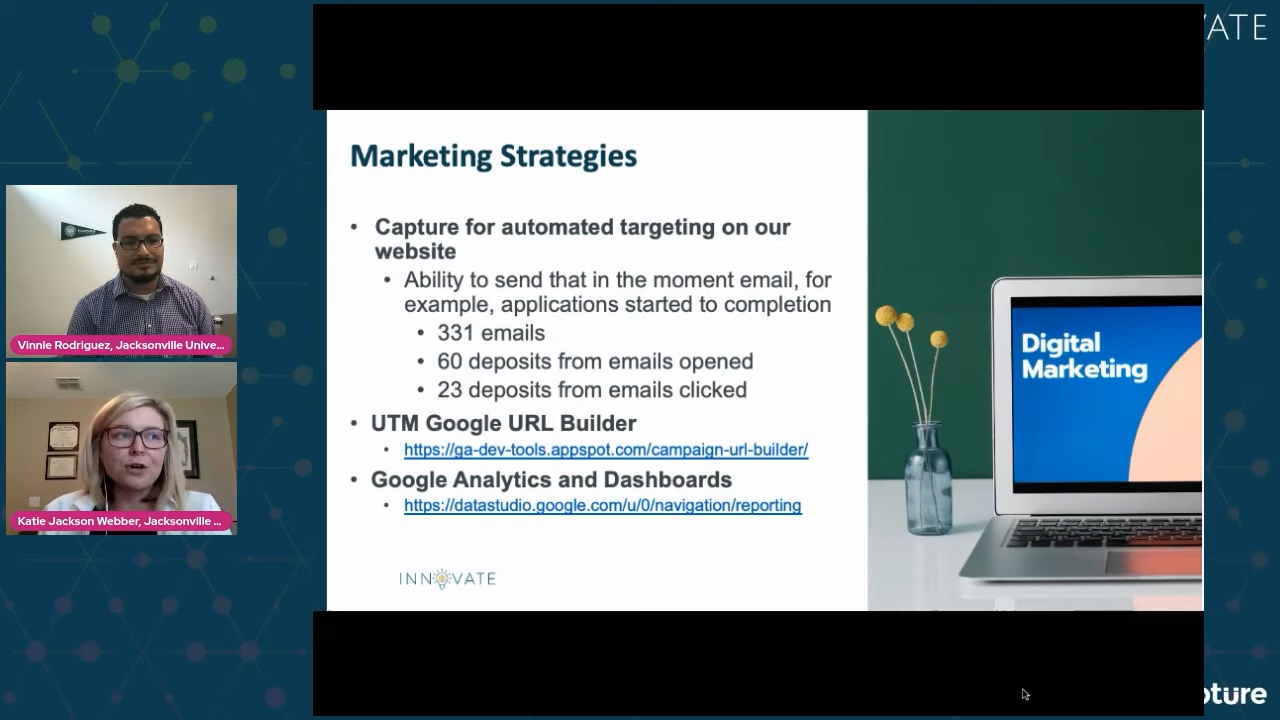 VATE
Marketing Strategies
• Capture for automated targeting on our
website
• Ability to send that in the moment email, for
example, applications started to completion
• 331 emails
• 60 deposits from emails opened
• 23 deposits from emails clicked
• UTM Google URL Builder
• https://ga-dev-tools.appspot.com/campaign-url-builder/
• Google Analytics and Dashboards
• https://datastudio.google.com/u/0/navigation/reporting
INNOVATE
Digital
Marketing
Vinnie Rodriguez, Jacksonville Unive...
Katie Jackson Webber, Jacksonville ...
pture